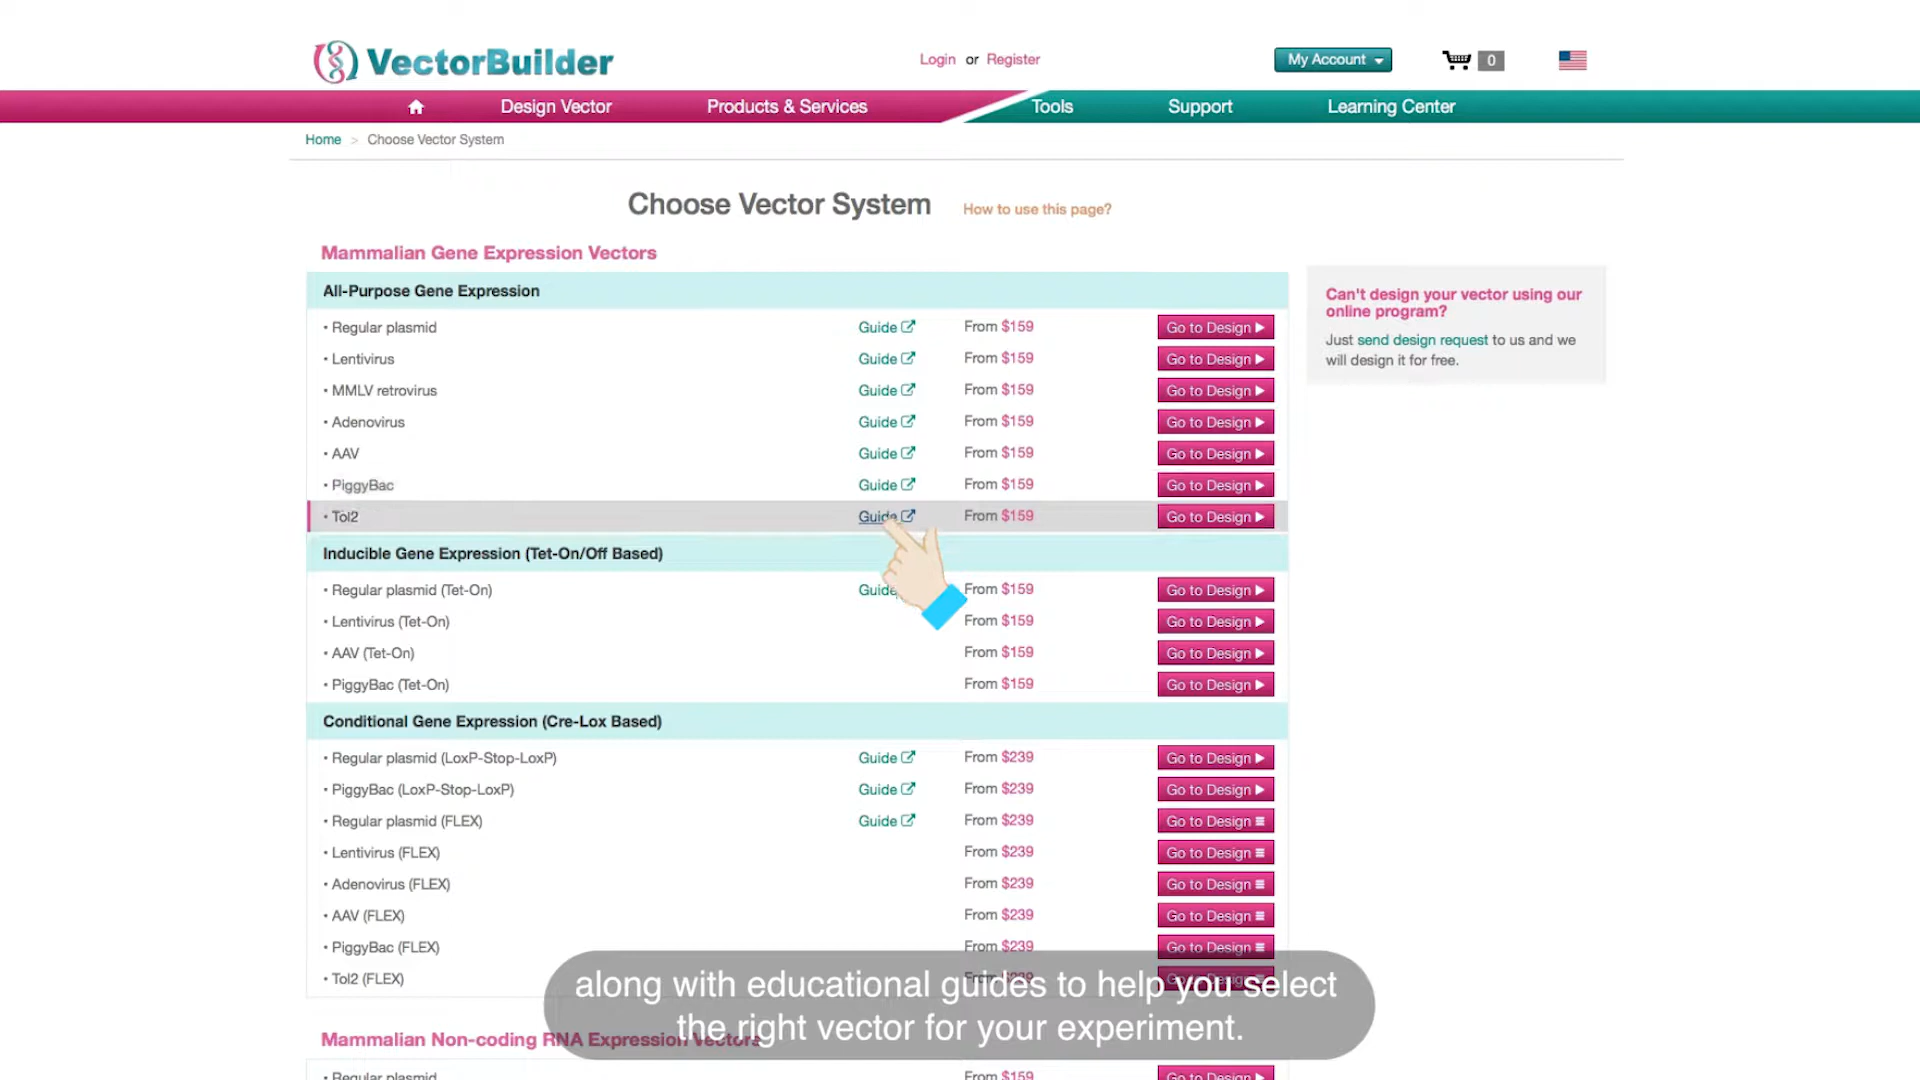 VectorBuilder
Login or Register
My Account
0
Design Vector
Products & Services
Tools
Support
Learning Center
Home > Choose Vector System
Choose Vector System
How to use this page?
Mammalian Gene Expression Vectors
All-Purpose Gene Expression
• Regular plasmid Guide From $159 Go to Design
• Lentivirus Guide From $159 Go to Design
• MMLV retrovirus Guide From $159 Go to Design
• Adenovirus Guide From $159 Go to Design
• AAV Guide From $159 Go to Design
• PiggyBac Guide From $159 Go to Design
• Tol2 Guide From $159 Go to Design
Inducible Gene Expression (Tet-On/Off Based)
• Regular plasmid (Tet-On) Guide From $159 Go to Design
• Lentivirus (Tet-On) From $159 Go to Design
• AAV (Tet-On) From $159 Go to Design
• PiggyBac (Tet-On) From $159 Go to Design
Conditional Gene Expression (Cre-Lox Based)
• Regular plasmid (LoxP-Stop-LoxP) Guide From $239 Go to Design
• PiggyBac (LoxP-Stop-LoxP) Guide From $239 Go to Design
• Regular plasmid (FLEX) Guide From $239 Go to Design
• Lentivirus (FLEX) From $239 Go to Design
• Adenovirus (FLEX) From $239 Go to Design
• AAV (FLEX) From $239 Go to Design
• PiggyBac (FLEX) From $239 Go to Design
• Tol2 (FLEX) From $239 Go to Design
Mammalian Non-coding RNA Expression Vectors
• Regular plasmid From $159 Go to Design
Can't design your vector using our
online program?
Just send design request to us and we
will design it for free.
along with educational guides to help you select
the right vector for your experiment.